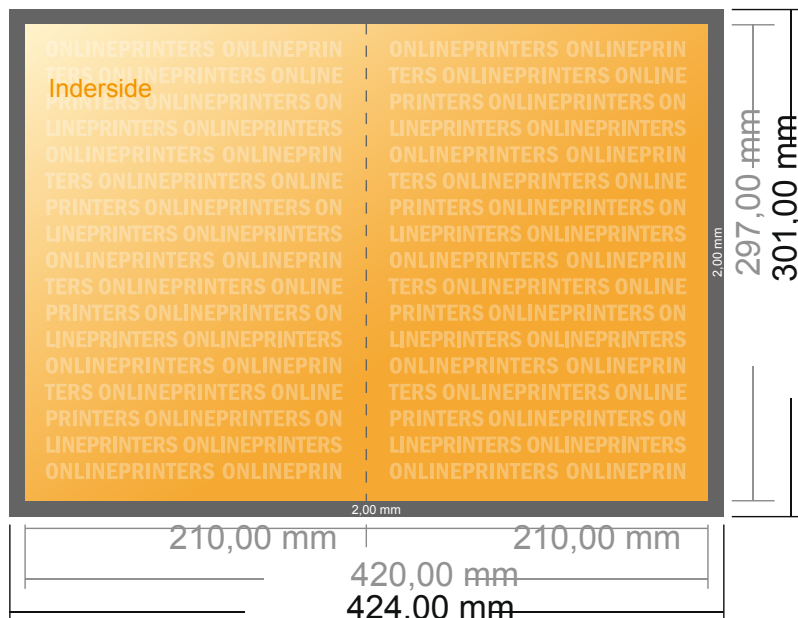 ONLINEPRINTERS ONLINEPRIN
TERS ONLINEPRINTERS ONLINE
PRINTERS ONLINEPRINTERS ON
LINEPRINTERS ONLINEPRINTERS
ONLINEPRINTERS ONLINEPRIN
TERS ONLINEPRINTERS ONLINE
PRINTERS ONLINEPRINTERS ON
LINEPRINTERS ONLINEPRINTERS
ONLINEPRINTERS ONLINEPRIN
TERS ONLINEPRINTERS ONLINE
PRINTERS ONLINEPRINTERS ON
LINEPRINTERS ONLINEPRINTERS
ONLINEPRINTERS ONLINEPRIN
TERS ONLINEPRINTERS ONLINE
PRINTERS ONLINEPRINTERS ON
LINEPRINTERS ONLINEPRINTERS
ONLINEPRINTERS ONLINEPRIN
Inderside
ONLINEPRINTERS ONLINEPRIN
TERS ONLINEPRINTERS ONLINE
PRINTERS ONLINEPRINTERS ON
LINEPRINTERS ONLINEPRINTERS
ONLINEPRINTERS ONLINEPRIN
TERS ONLINEPRINTERS ONLINE
PRINTERS ONLINEPRINTERS ON
LINEPRINTERS ONLINEPRINTERS
ONLINEPRINTERS ONLINEPRIN
TERS ONLINEPRINTERS ONLINE
PRINTERS ONLINEPRINTERS ON
LINEPRINTERS ONLINEPRINTERS
ONLINEPRINTERS ONLINEPRIN
TERS ONLINEPRINTERS ONLINE
PRINTERS ONLINEPRINTERS ON
LINEPRINTERS ONLINEPRINTERS
ONLINEPRINTERS ONLINEPRIN
2,00 mm
297,00 mm
301,00 mm
2,00 mm
210,00 mm
210,00 mm
420,00 mm
424,00 mm